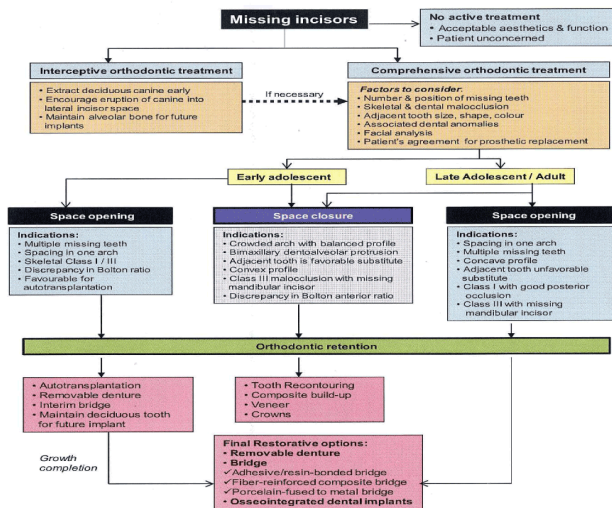 Missing incisors
No active treatment
• Acceptable aesthetics & function
• Patient unconcerned
Interceptive orthodontic treatment
• Extract deciduous canine early
• Encourage eruption of canine into
lateral incisor space
• Maintain alveolar bone for future
implants
If necessary
Comprehensive orthodontic treatment
Factors to consider:
• Number & position of missing teeth
• Skeletal & dental malocclusion
• Adjacent tooth size, shape, colour
• Associated dental anomalies
• Facial analysis
• Patient's agreement for prosthetic replacement
Early adolescent
Late Adolescent / Adult
Space opening
Indications:
• Multiple missing teeth
• Spacing in one arch
• Skeletal Class I / III
• Discrepancy in Bolton ratio
• Favourable for
autotransplantation
Space closure
Indications:
• Crowded arch with balanced profile
• Bimaxillary dentoalveolar protrusion
• Adjacent tooth is favorable substitute
• Convex profile
• Class III malocclusion with missing
mandibular incisor
• Discrepancy in Bolton anterior ratio
Space opening
Indications:
• Spacing in one arch
• Multiple missing teeth
• Concave profile
• Adjacent tooth unfavorable
substitute
• Class I with good posterior
occlusion
• Class III with missing
mandibular incisor
Orthodontic retention
• Autotransplantation
• Removable denture
• Interim bridge
• Maintain deciduous tooth
for future implant
• Tooth Recontouring
• Composite build-up
• Veneer
• Crowns
Growth
completion
Final Restorative options:
• Removable denture
• Bridge
✓Adhesive/resin-bonded bridge
✓Fiber-reinforced composite bridge
✓Porcelain-fused to metal bridge
• Osseointegrated dental implants